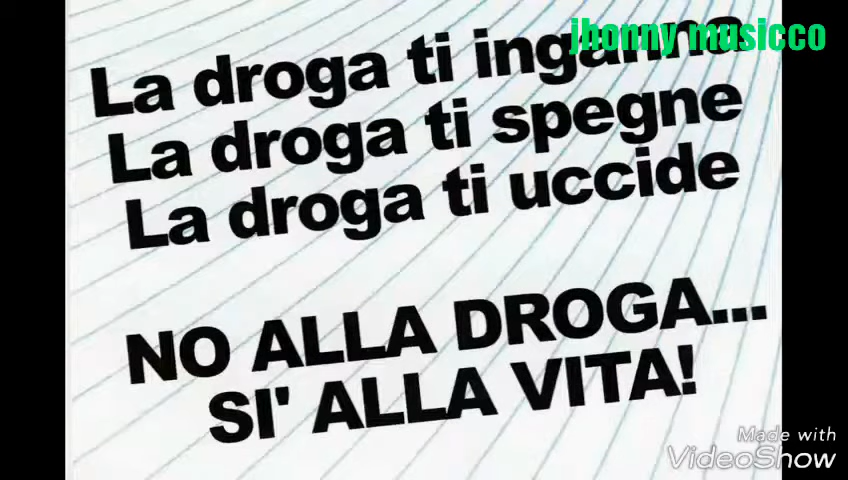 jhonny musicco
La droga ti inganna
La droga ti spegne
La droga ti uccide
NO ALLA DROGA...
SI' ALLA VITA!
Made with
VideoShow